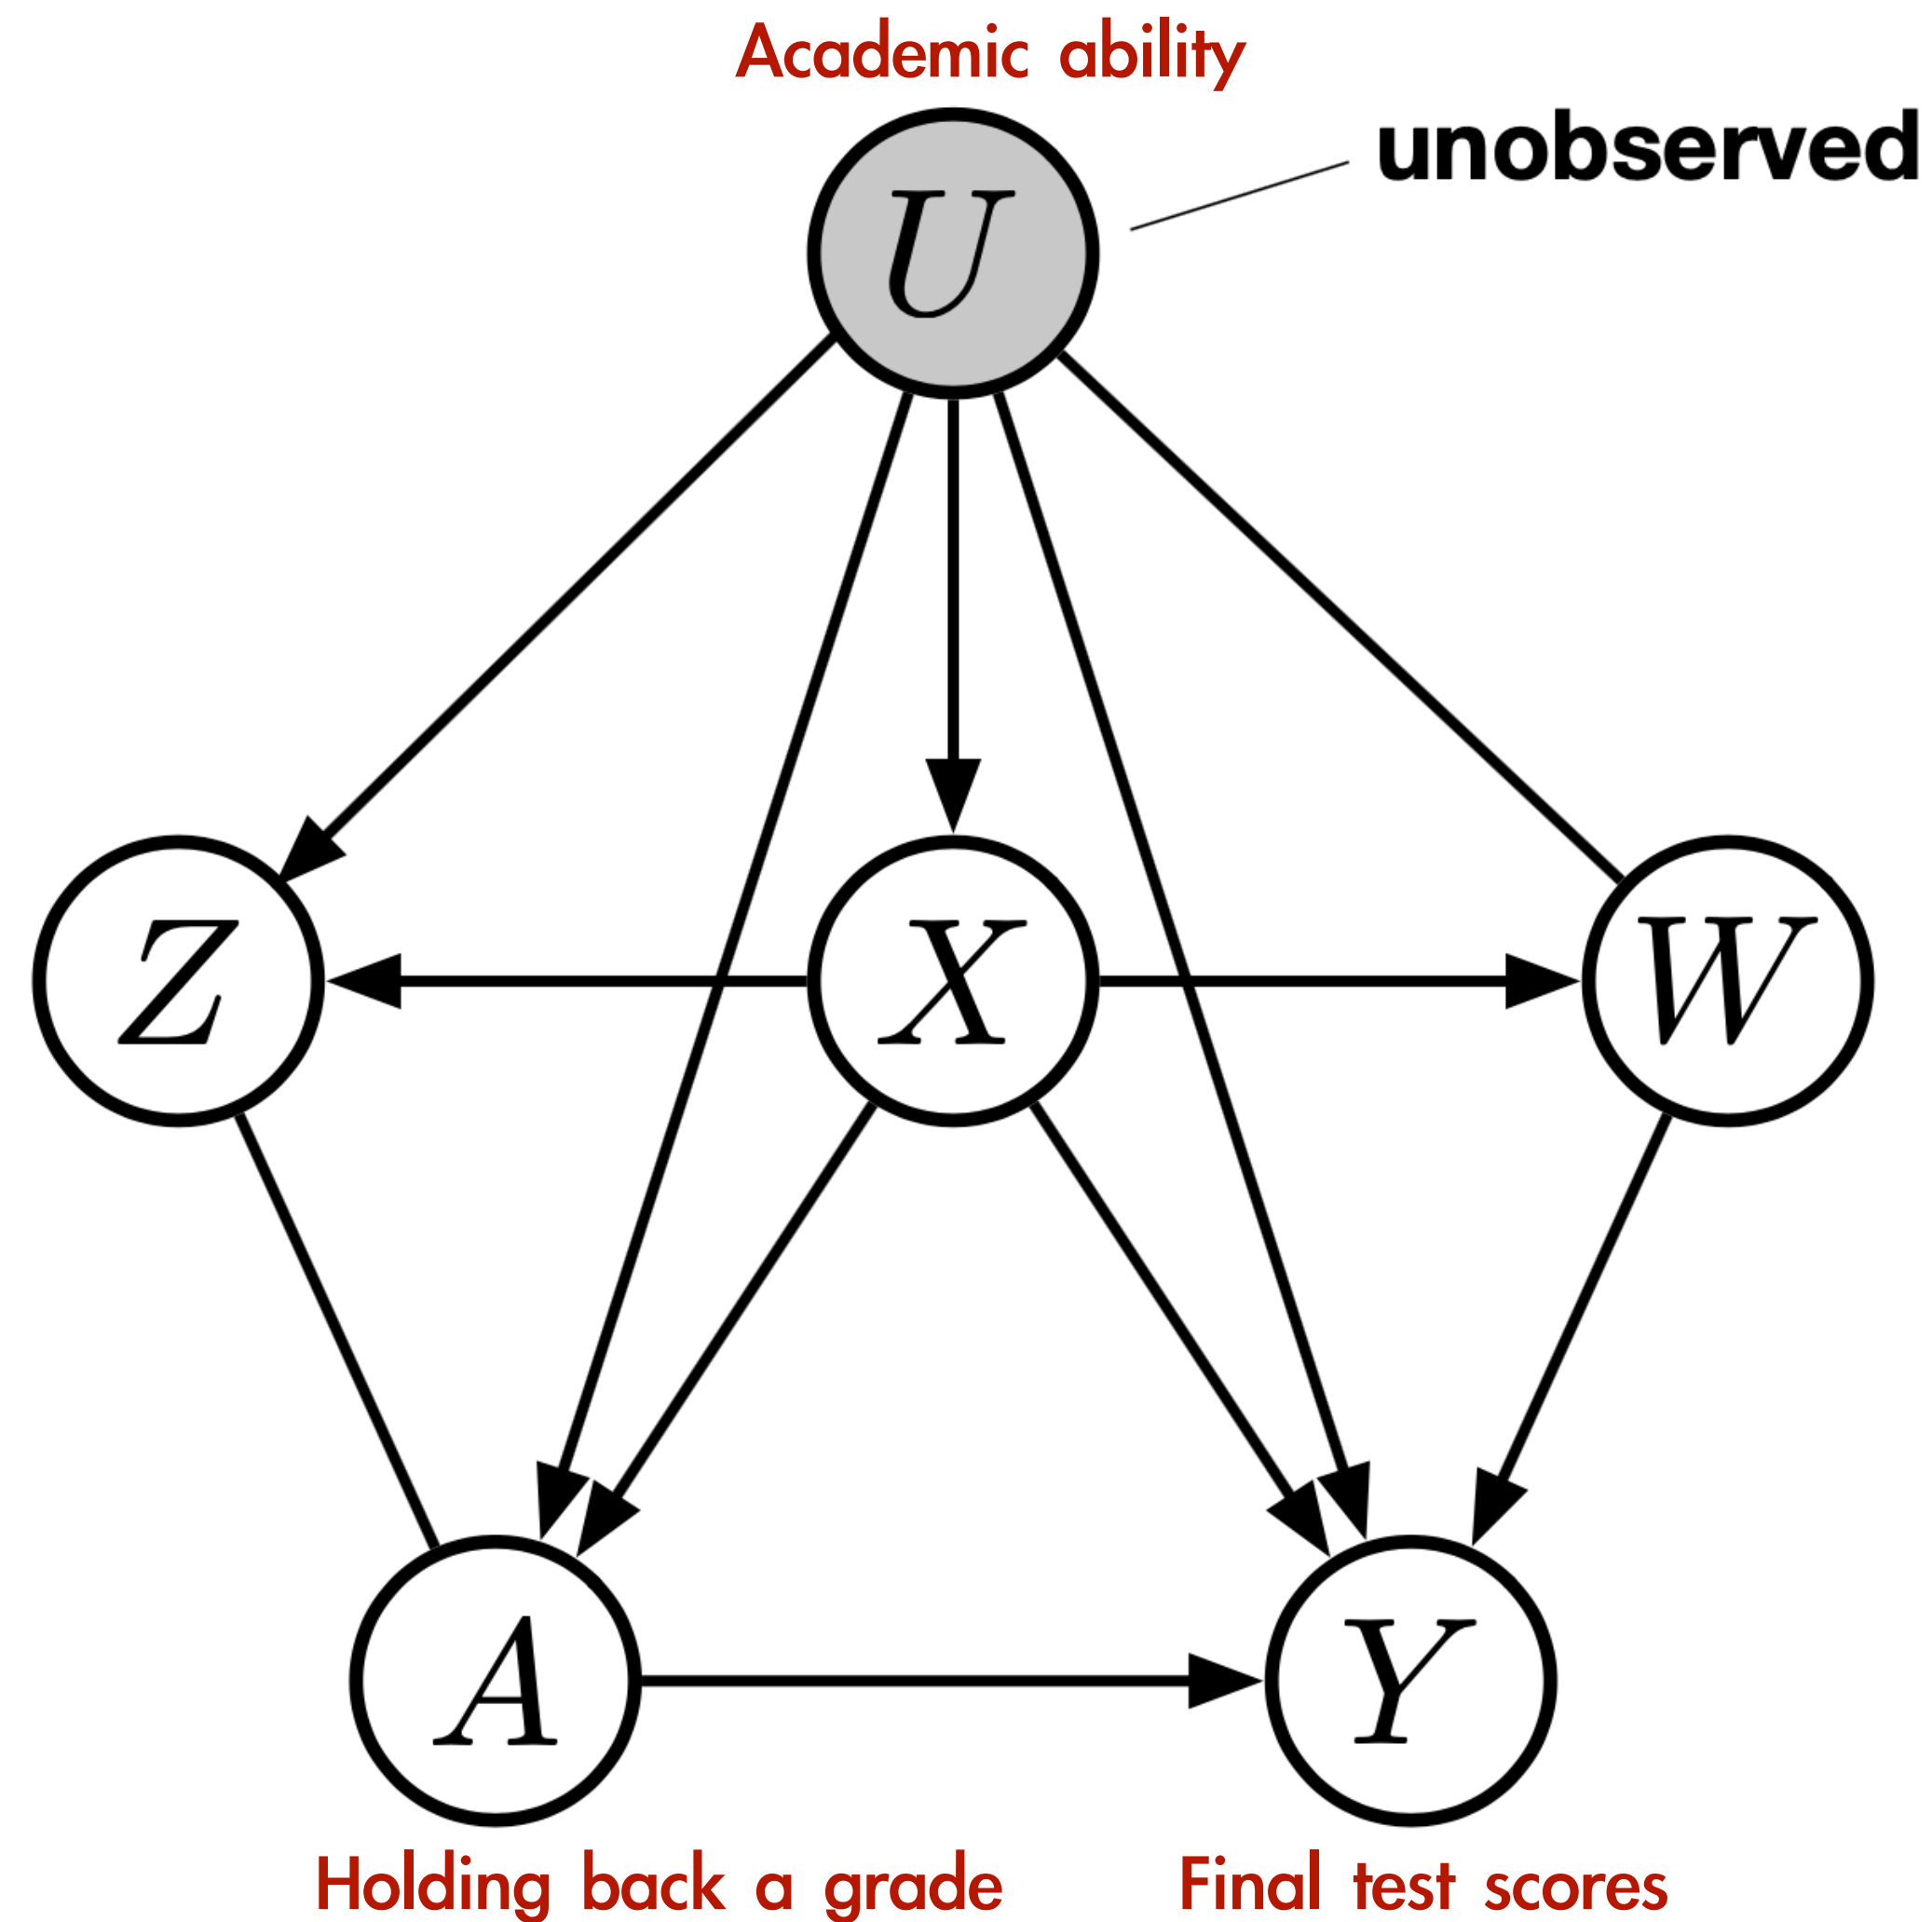 Academic ability
unobserved
U
Z
X
W
A
Y
Holding back a grade
Final test scores